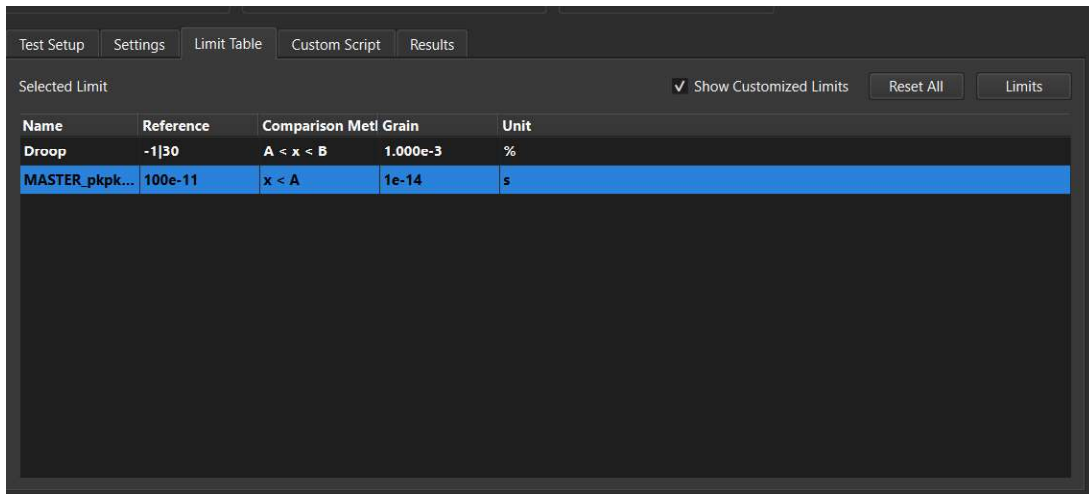 Test Setup Settings Limit Table Custom Script Results
Selected Limit Show Customized Limits Reset All Limits
Name Reference Comparison Metl Grain Unit
Droop -1|30 A < x < B 1.000e-3 %
MASTER_pkpk... 100e-11 x < A 1e-14 s